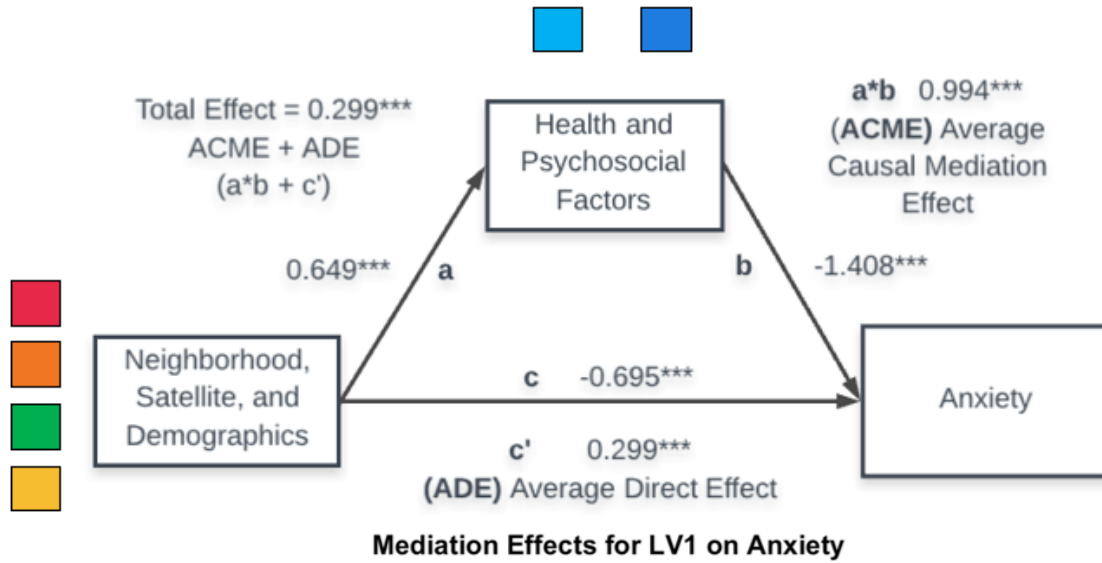 Total Effect = 0.299***
ACME + ADE
(a*b + c')
Health and
Psychosocial
Factors
a*b 0.994***
(ACME) Average
Causal Mediation
Effect
0.649***
a
b
-1.408***
Neighborhood,
Satellite, and
Demographics
c -0.695***
Anxiety
c' 0.299***
(ADE) Average Direct Effect
Mediation Effects for LV1 on Anxiety